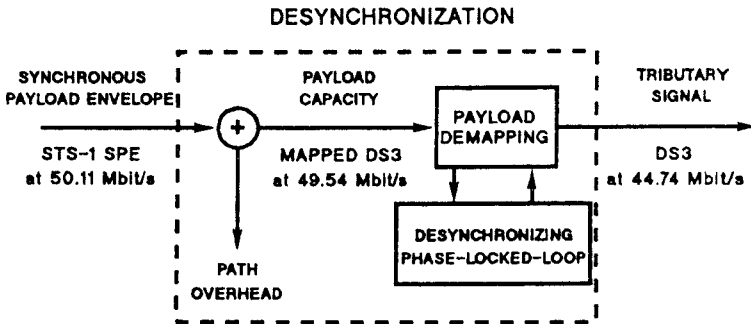 DESYNCHRONIZATION
SYNCHRONOUS
PAYLOAD ENVELOPE
PAYLOAD
CAPACITY
TRIBUTARY
SIGNAL
+
PAYLOAD
DEMAPPING
STS-1 SPE
at 50.11 Mbit/s
MAPPED DS3
at 49.54 Mbit/s
DS3
at 44.74 Mbit/s
DESYNCHRONIZING
PHASE-LOCKED-LOOP
PATH
OVERHEAD